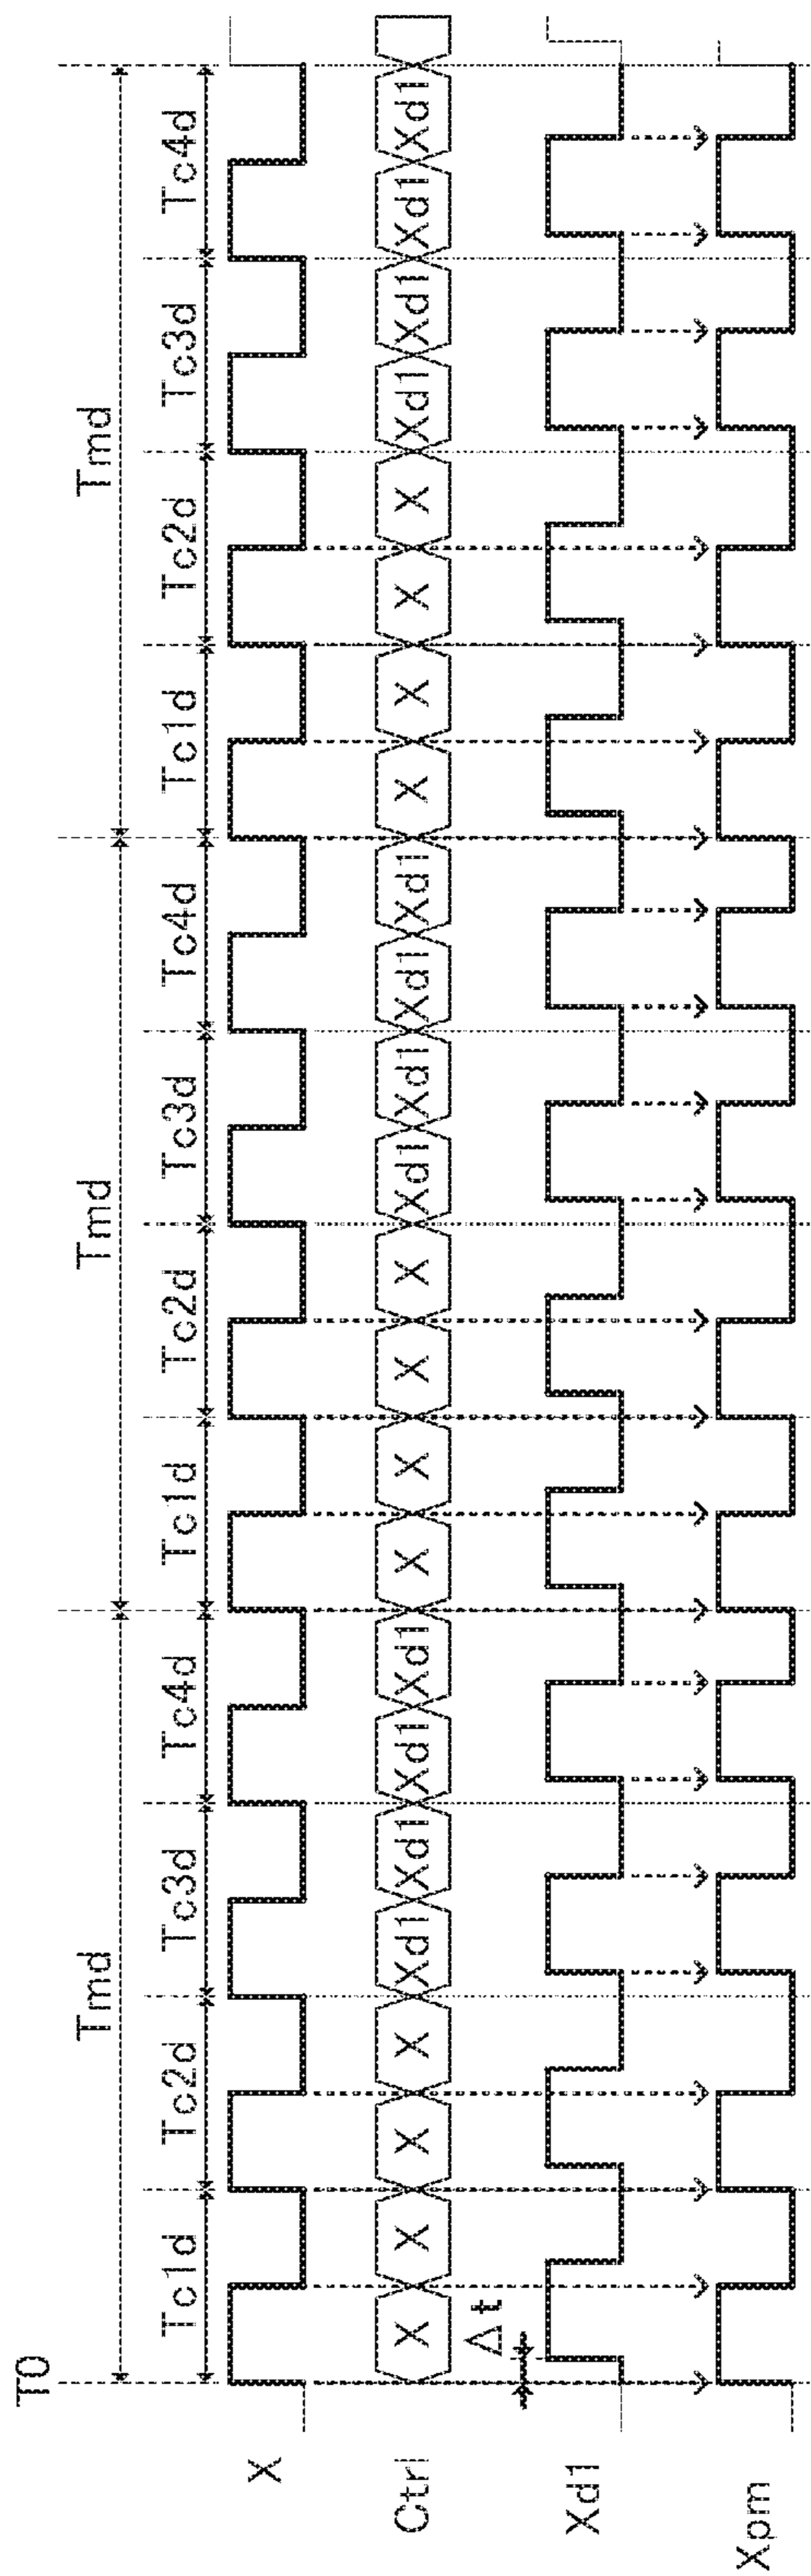 T0
Tmd Tmd Tmd
Tc1d Tc2d Tc3d Tc4d Tc1d Tc2d Tc3d Tc4d Tc1d Tc2d Tc3d Tc4d
X
Ctrl X X X X Xd1 Xd1 Xd1 Xd1 X X X X Xd1 Xd1 Xd1 Xd1 X X X X Xd1 Xd1 Xd1 Xd1
Δt
Xd1
Xpm